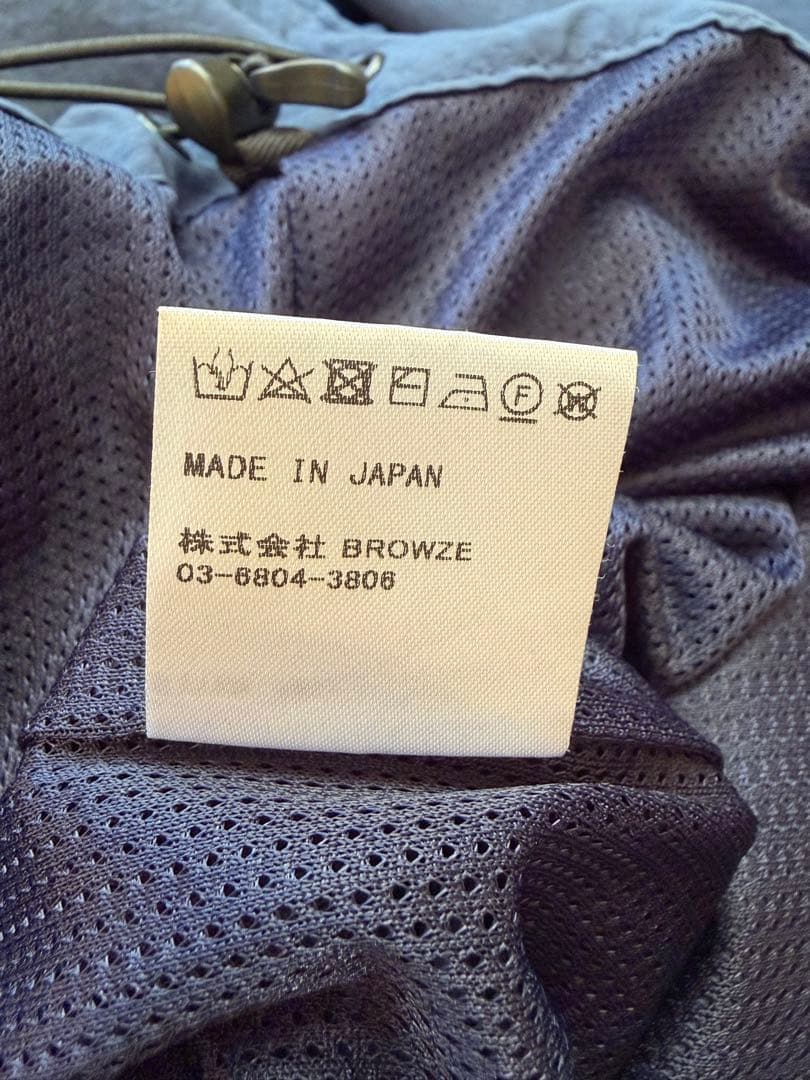 F
W
MADE IN JAPAN
株式会社 BROWZE
03-6804-3806